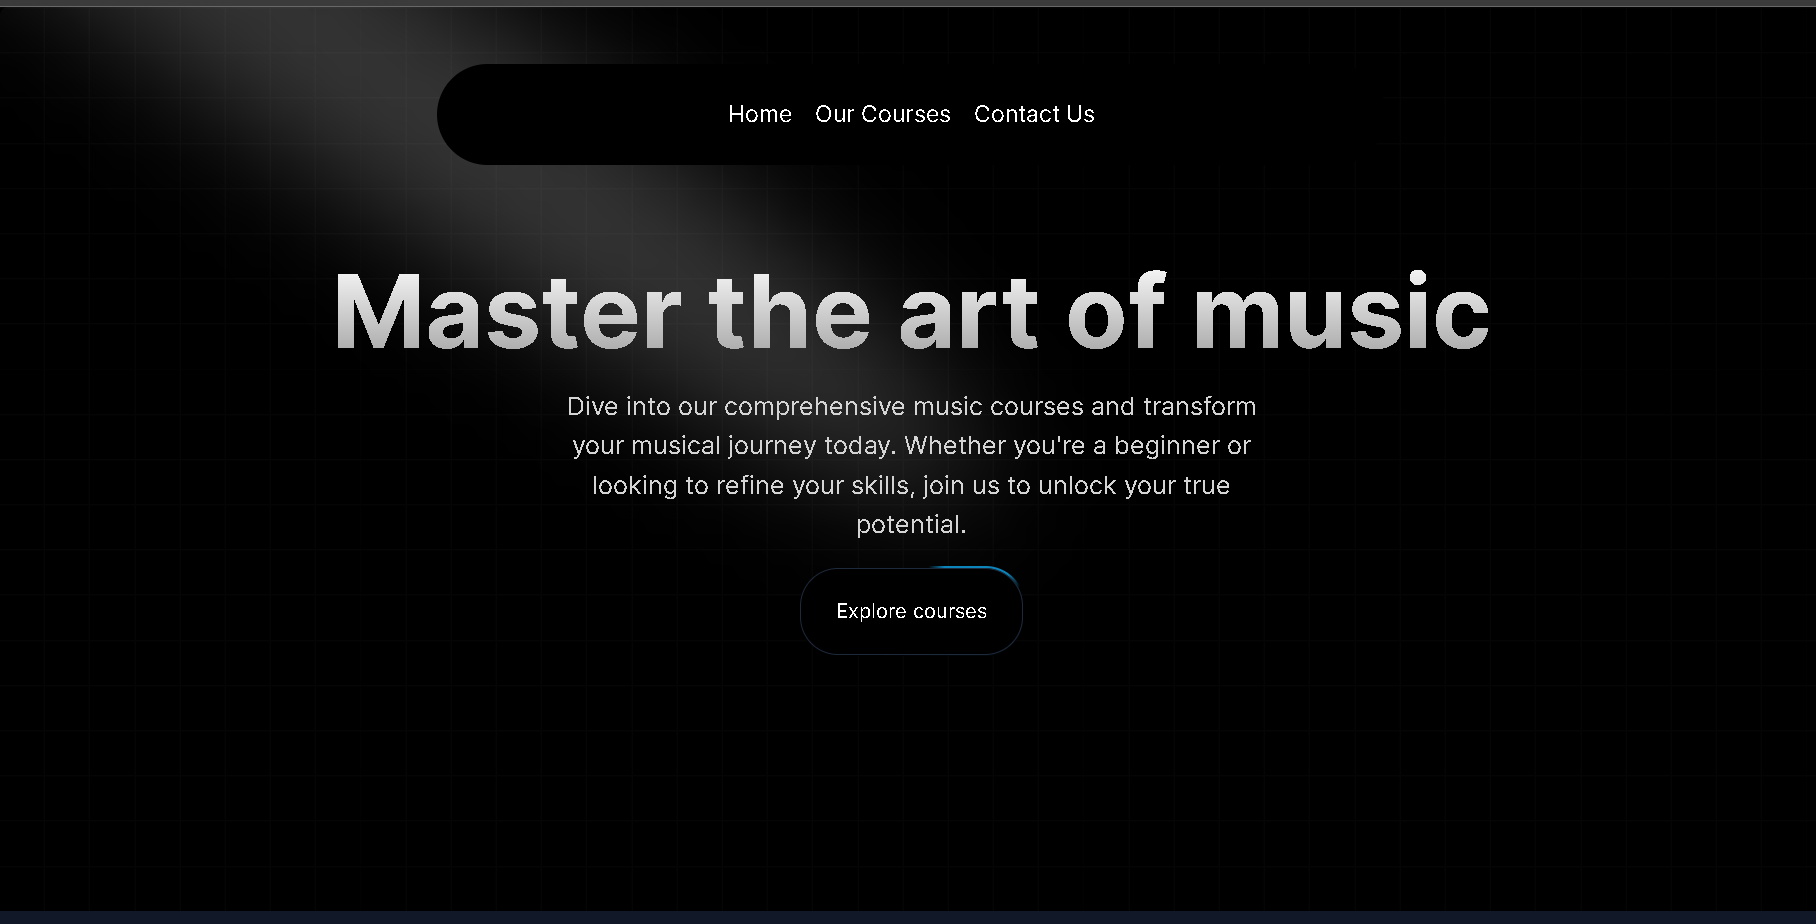 Home Our Courses Contact Us
Master the art of music
Dive into our comprehensive music courses and transform
your musical journey today. Whether you're a beginner or
looking to refine your skills, join us to unlock your true
potential.
Explore courses